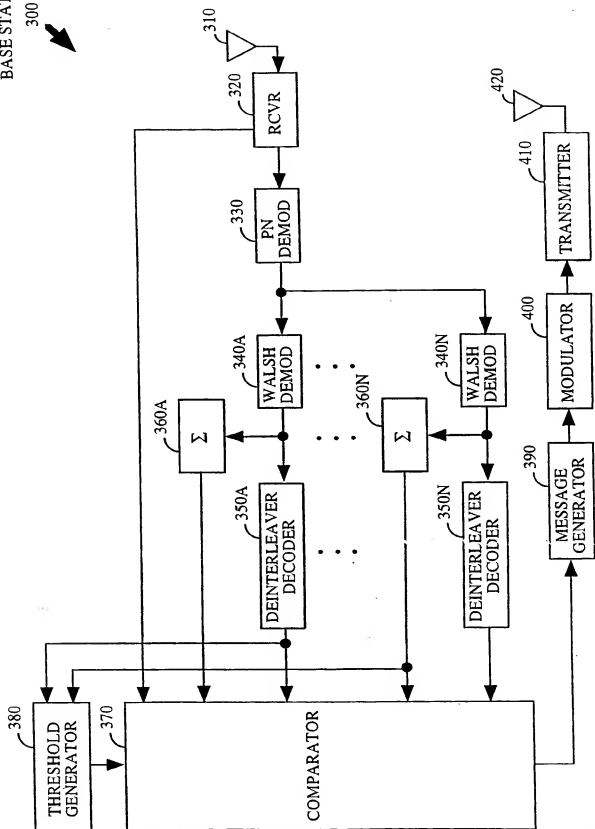 BASE STAT
300
310
320
RCVR
330
PN
DEMOD
340A
WALSH
DEMOD
340N
WALSH
DEMOD
360A
Σ
360N
Σ
350A
DEINTERLEAVER
DECODER
350N
DEINTERLEAVER
DECODER
380
THRESHOLD
GENERATOR
370
COMPARATOR
390
MESSAGE
GENERATOR
400
MODULATOR
410
TRANSMITTER
420